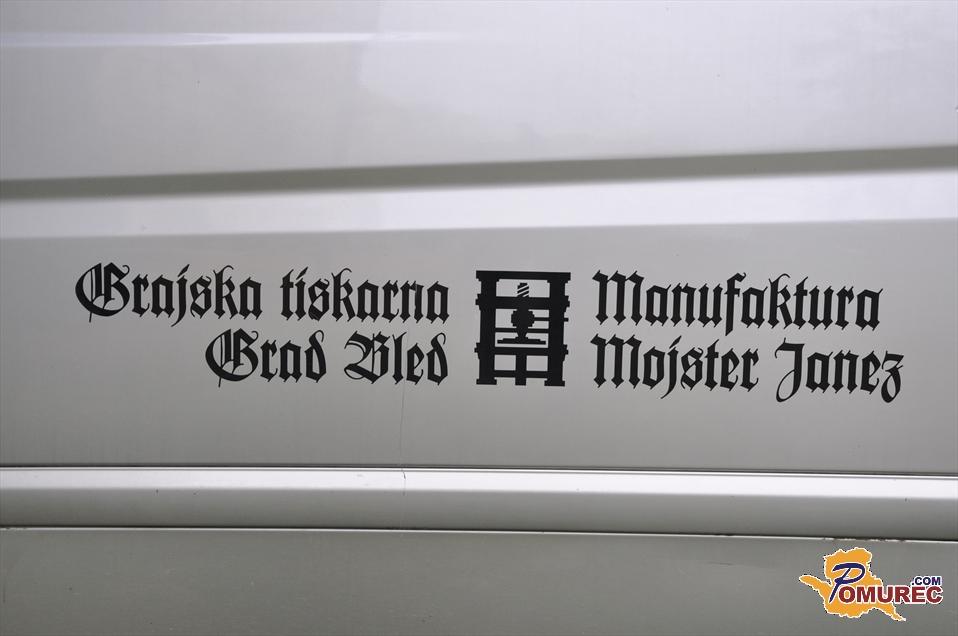 Grajska tiskarna
Grad Bled
Manufaktura
Mojster Janez
POMUREC.COM